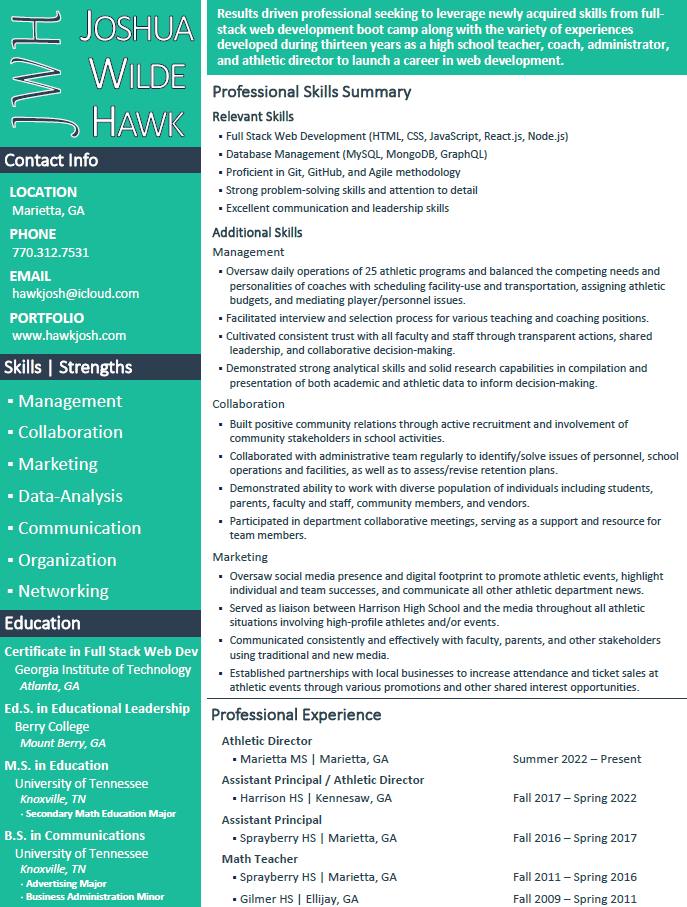 JWH
JOSHUA
WILDE
HAWK
Contact Info
LOCATION
Marietta, GA
PHONE
770.312.7531
EMAIL
hawkjosh@icloud.com
PORTFOLIO
www.hawkjosh.com
Skills | Strengths
▪ Management
▪ Collaboration
▪ Marketing
▪ Data-Analysis
▪ Communication
▪ Organization
▪ Networking
Education
Certificate in Full Stack Web Dev
Georgia Institute of Technology
Atlanta, GA
Ed.S. in Educational Leadership
Berry College
Mount Berry, GA
M.S. in Education
University of Tennessee
Knoxville, TN
· Secondary Math Education Major
B.S. in Communications
University of Tennessee
Knoxville, TN
· Advertising Major
· Business Administration Minor
Results driven professional seeking to leverage newly acquired skills from full-
stack web development boot camp along with the variety of experiences
developed during thirteen years as a high school teacher, coach, administrator,
and athletic director to launch a career in web development.
Professional Skills Summary
Relevant Skills
▪ Full Stack Web Development (HTML, CSS, JavaScript, React.js, Node.js)
▪ Database Management (MySQL, MongoDB, GraphQL)
▪ Proficient in Git, GitHub, and Agile methodology
▪ Strong problem-solving skills and attention to detail
▪ Excellent communication and leadership skills
Additional Skills
Management
▪ Oversaw daily operations of 25 athletic programs and balanced the competing needs and
personalities of coaches with scheduling facility-use and transportation, assigning athletic
budgets, and mediating player/personnel issues.
▪ Facilitated interview and selection process for various teaching and coaching positions.
▪ Cultivated consistent trust with all faculty and staff through transparent actions, shared
leadership, and collaborative decision-making.
▪ Demonstrated strong analytical skills and solid research capabilities in compilation and
presentation of both academic and athletic data to inform decision-making.
Collaboration
▪ Built positive community relations through active recruitment and involvement of
community stakeholders in school activities.
▪ Collaborated with administrative team regularly to identify/solve issues of personnel, school
operations and facilities, as well as to assess/revise retention plans.
▪ Demonstrated ability to work with diverse population of individuals including students,
parents, faculty and staff, community members, and vendors.
▪ Participated in department collaborative meetings, serving as a support and resource for
team members.
Marketing
▪ Oversaw social media presence and digital footprint to promote athletic events, highlight
individual and team successes, and communicate all other athletic department news.
▪ Served as liaison between Harrison High School and the media throughout all athletic
situations involving high-profile athletes and/or events.
▪ Communicated consistently and effectively with faculty, parents, and other stakeholders
using traditional and new media.
▪ Established partnerships with local businesses to increase attendance and ticket sales at
athletic events through various promotions and other shared interest opportunities.
Professional Experience
Athletic Director
▪ Marietta MS | Marietta, GA Summer 2022 – Present
Assistant Principal / Athletic Director
▪ Harrison HS | Kennesaw, GA Fall 2017 – Spring 2022
Assistant Principal
▪ Sprayberry HS | Marietta, GA Fall 2016 – Spring 2017
Math Teacher
▪ Sprayberry HS | Marietta, GA Fall 2011 – Spring 2016
▪ Gilmer HS | Ellijay, GA Fall 2009 – Spring 2011